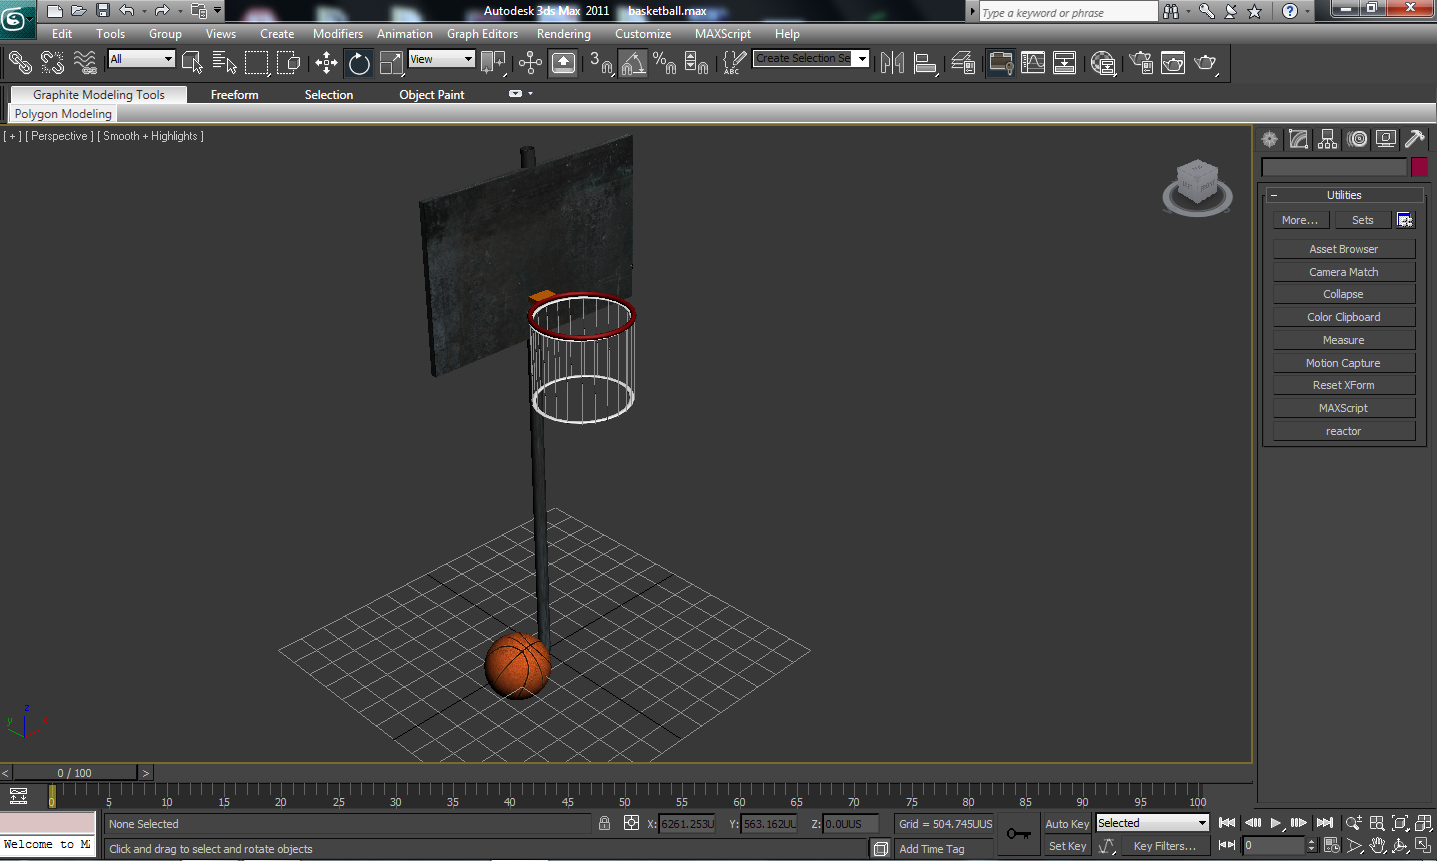 Autodesk 3ds Max 2011 basketball.max
Type a keyword or phrase
Edit Tools Group Views Create Modifiers Animation Graph Editors Rendering Customize MAXScript Help
All View 3 % ABC Create Selection Se
Graphite Modeling Tools Freeform Selection Object Paint
Polygon Modeling
[ + ] [ Perspective ] [ Smooth + Highlights ]
Utilities
More... Sets
Asset Browser
Camera Match
Collapse
Color Clipboard
Measure
Motion Capture
Reset XForm
MAXScript
reactor
z
y x
< 0 / 100 >
0 5 10 15 20 25 30 35 40 45 50 55 60 65 70 75 80 85 90 95 100
None Selected X: 6261.253U Y: 563.162UU Z: 0.0UUS Grid = 504.745UUS Auto Key Selected
Welcome to MA Click and drag to select and rotate objects Add Time Tag Set Key Key Filters... 0